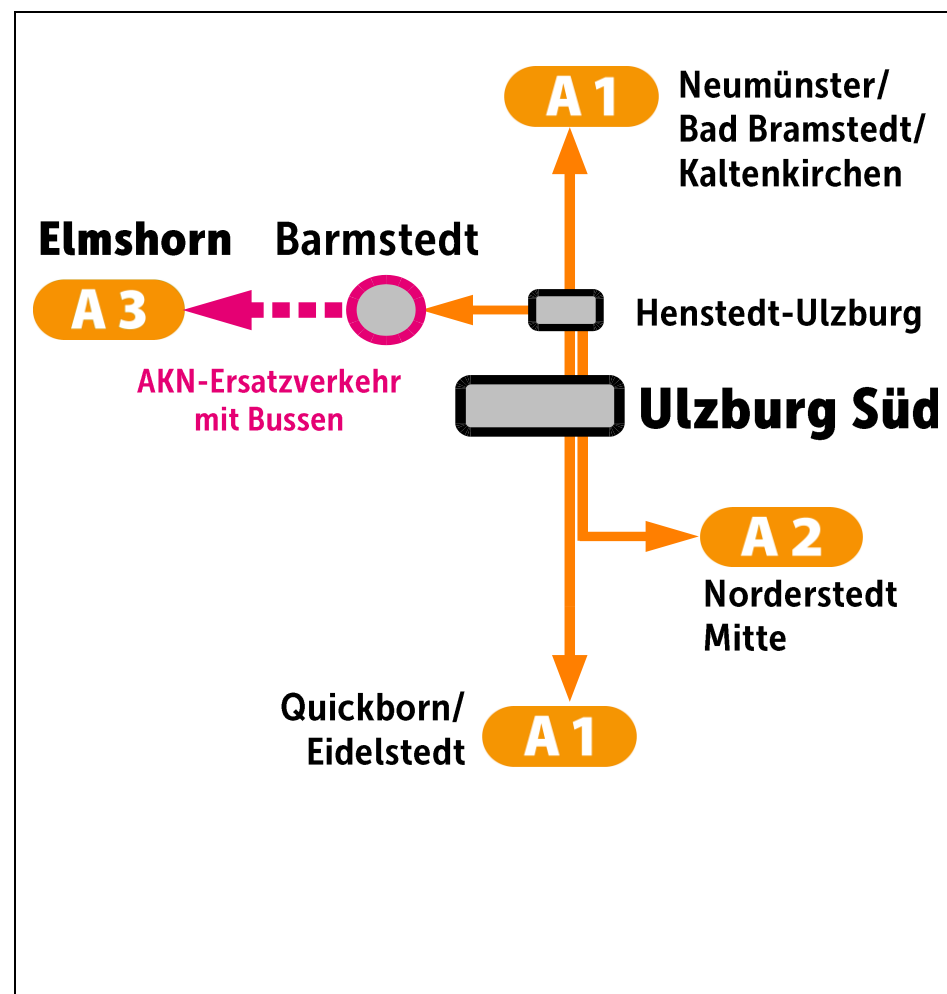 A 1
Neumünster/
Bad Bramstedt/
Kaltenkirchen
Elmshorn
Barmstedt
A 3
Henstedt-Ulzburg
AKN-Ersatzverkehr
mit Bussen
Ulzburg Süd
A 2
Norderstedt
Mitte
Quickborn/
Eidelstedt
A 1